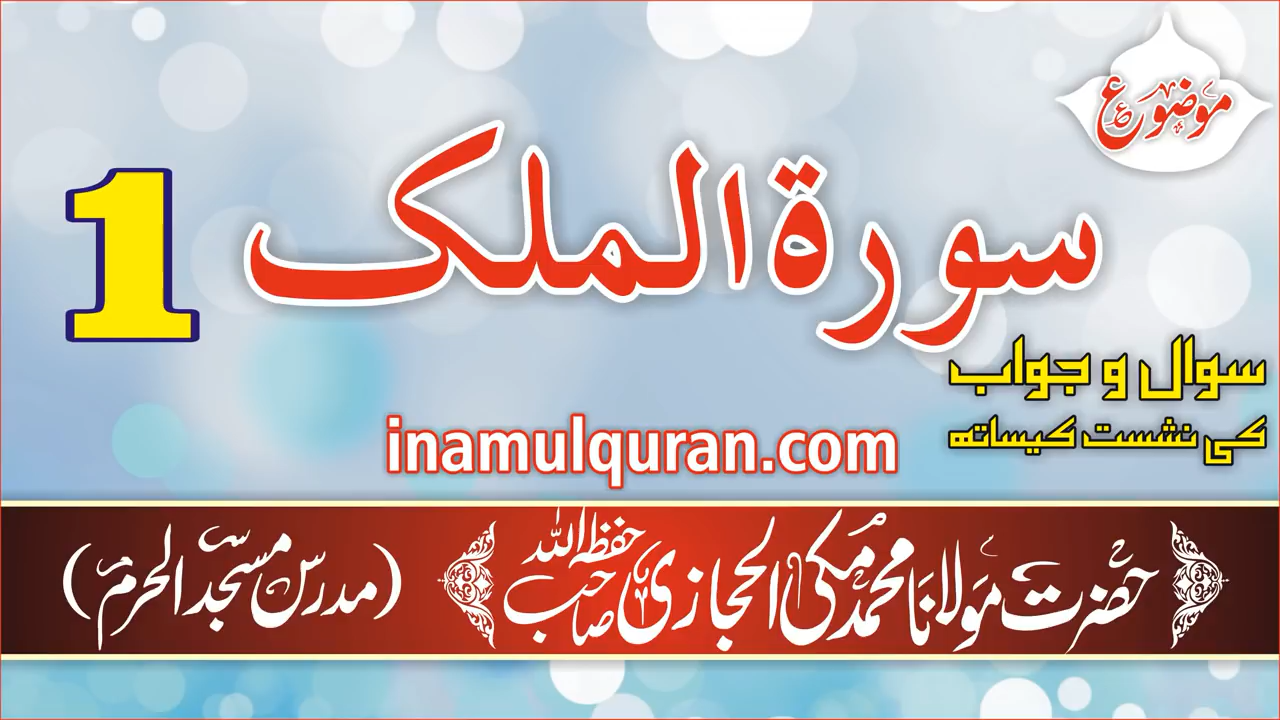 موضوع
سورۃ الملک 1
سوال و جواب
کی نشست کیساتھ
inamulquran.com
حضرت مولانا محمد مکی الحجازی صاحب حفظہ اللہ (مدرس مسجد الحرم)